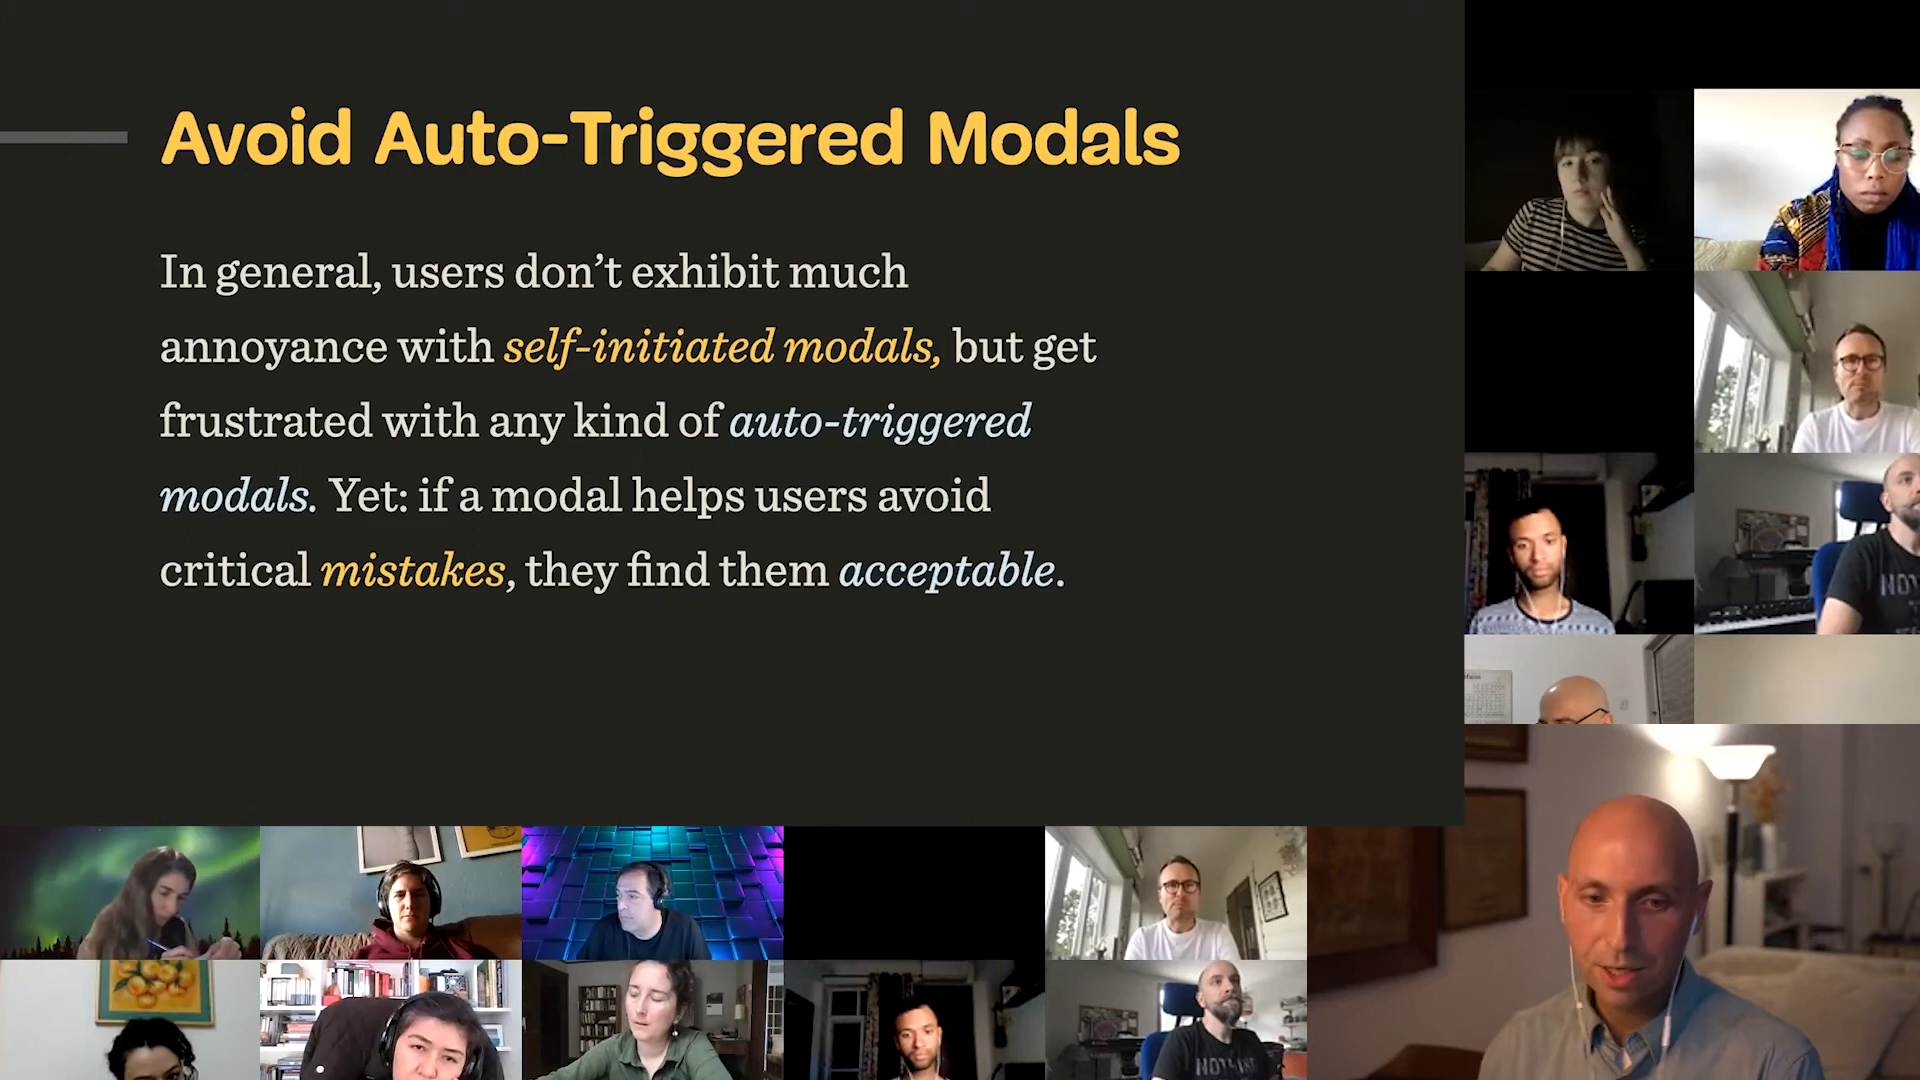 Avoid Auto-Triggered Modals
In general, users don’t exhibit much
annoyance with self-initiated modals, but get
frustrated with any kind of auto-triggered
modals. Yet: if a modal helps users avoid
critical mistakes, they find them acceptable.